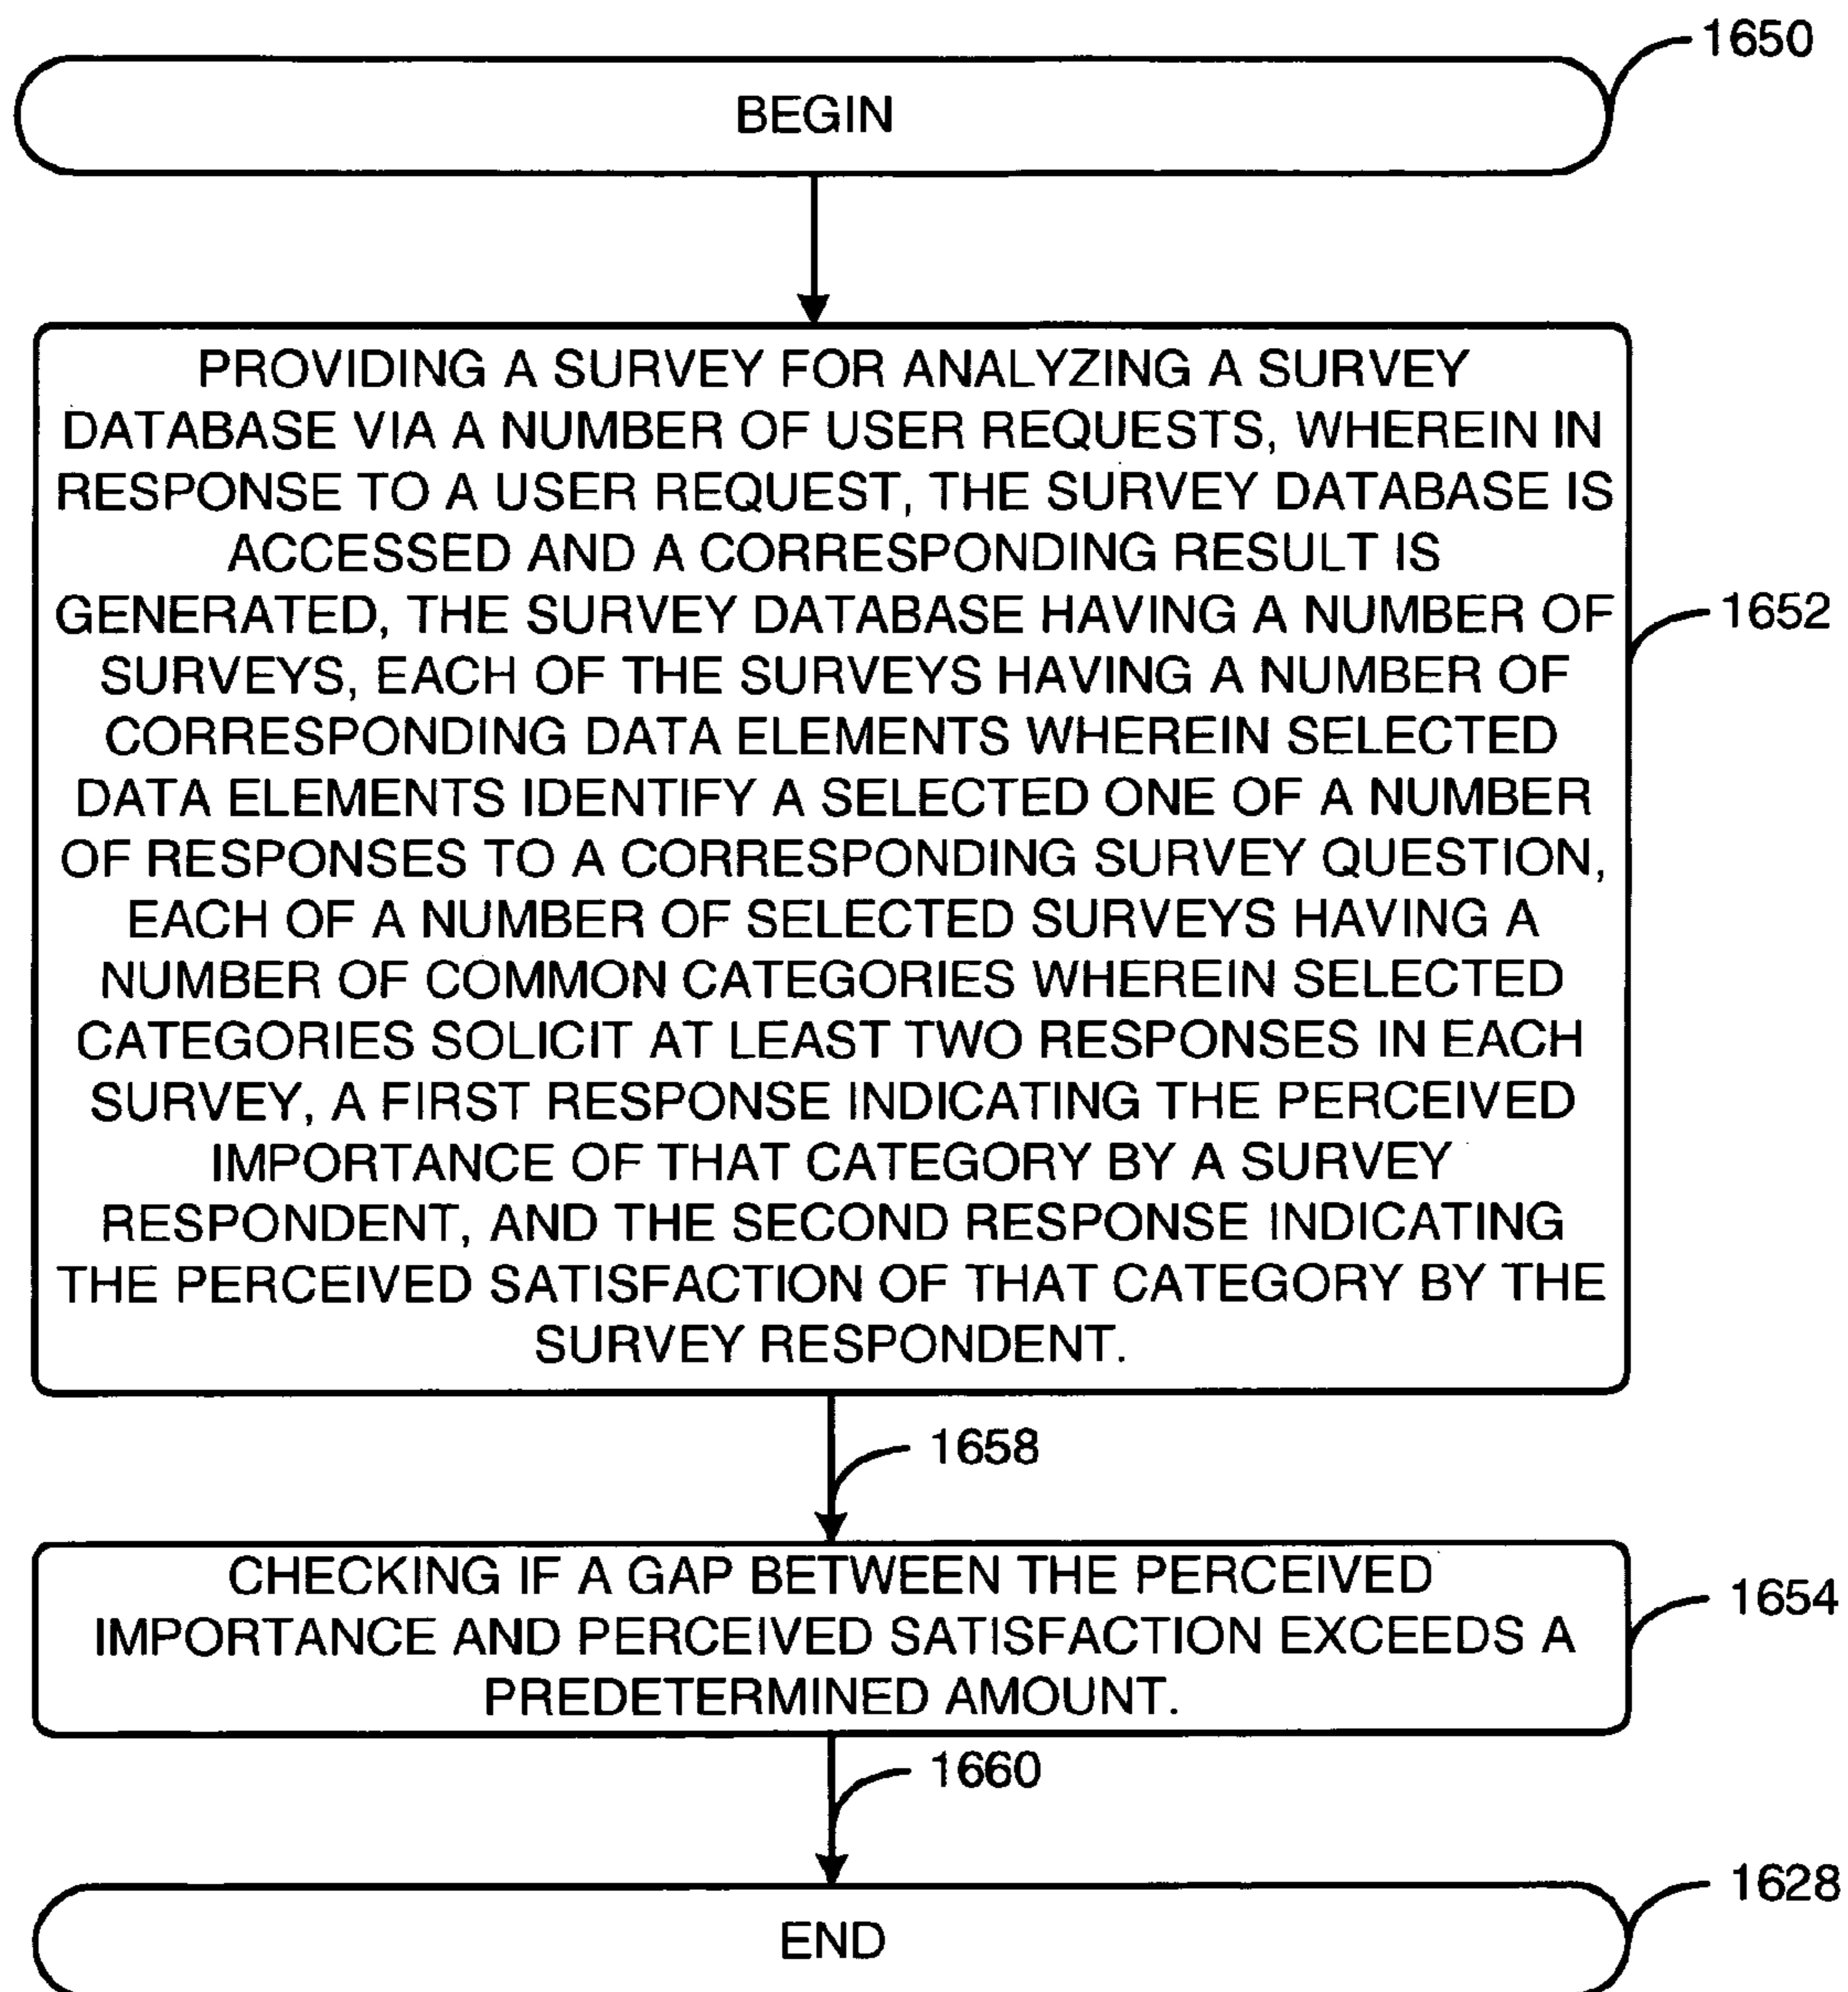 1650
BEGIN
PROVIDING A SURVEY FOR ANALYZING A SURVEY
DATABASE VIA A NUMBER OF USER REQUESTS, WHEREIN IN
RESPONSE TO A USER REQUEST, THE SURVEY DATABASE IS
ACCESSED AND A CORRESPONDING RESULT IS
GENERATED, THE SURVEY DATABASE HAVING A NUMBER OF
SURVEYS, EACH OF THE SURVEYS HAVING A NUMBER OF
CORRESPONDING DATA ELEMENTS WHEREIN SELECTED
DATA ELEMENTS IDENTIFY A SELECTED ONE OF A NUMBER
OF RESPONSES TO A CORRESPONDING SURVEY QUESTION,
EACH OF A NUMBER OF SELECTED SURVEYS HAVING A
NUMBER OF COMMON CATEGORIES WHEREIN SELECTED
CATEGORIES SOLICIT AT LEAST TWO RESPONSES IN EACH
SURVEY, A FIRST RESPONSE INDICATING THE PERCEIVED
IMPORTANCE OF THAT CATEGORY BY A SURVEY
RESPONDENT, AND THE SECOND RESPONSE INDICATING
THE PERCEIVED SATISFACTION OF THAT CATEGORY BY THE
SURVEY RESPONDENT.
1652
1658
CHECKING IF A GAP BETWEEN THE PERCEIVED
IMPORTANCE AND PERCEIVED SATISFACTION EXCEEDS A
PREDETERMINED AMOUNT.
1654
1660
1628
END